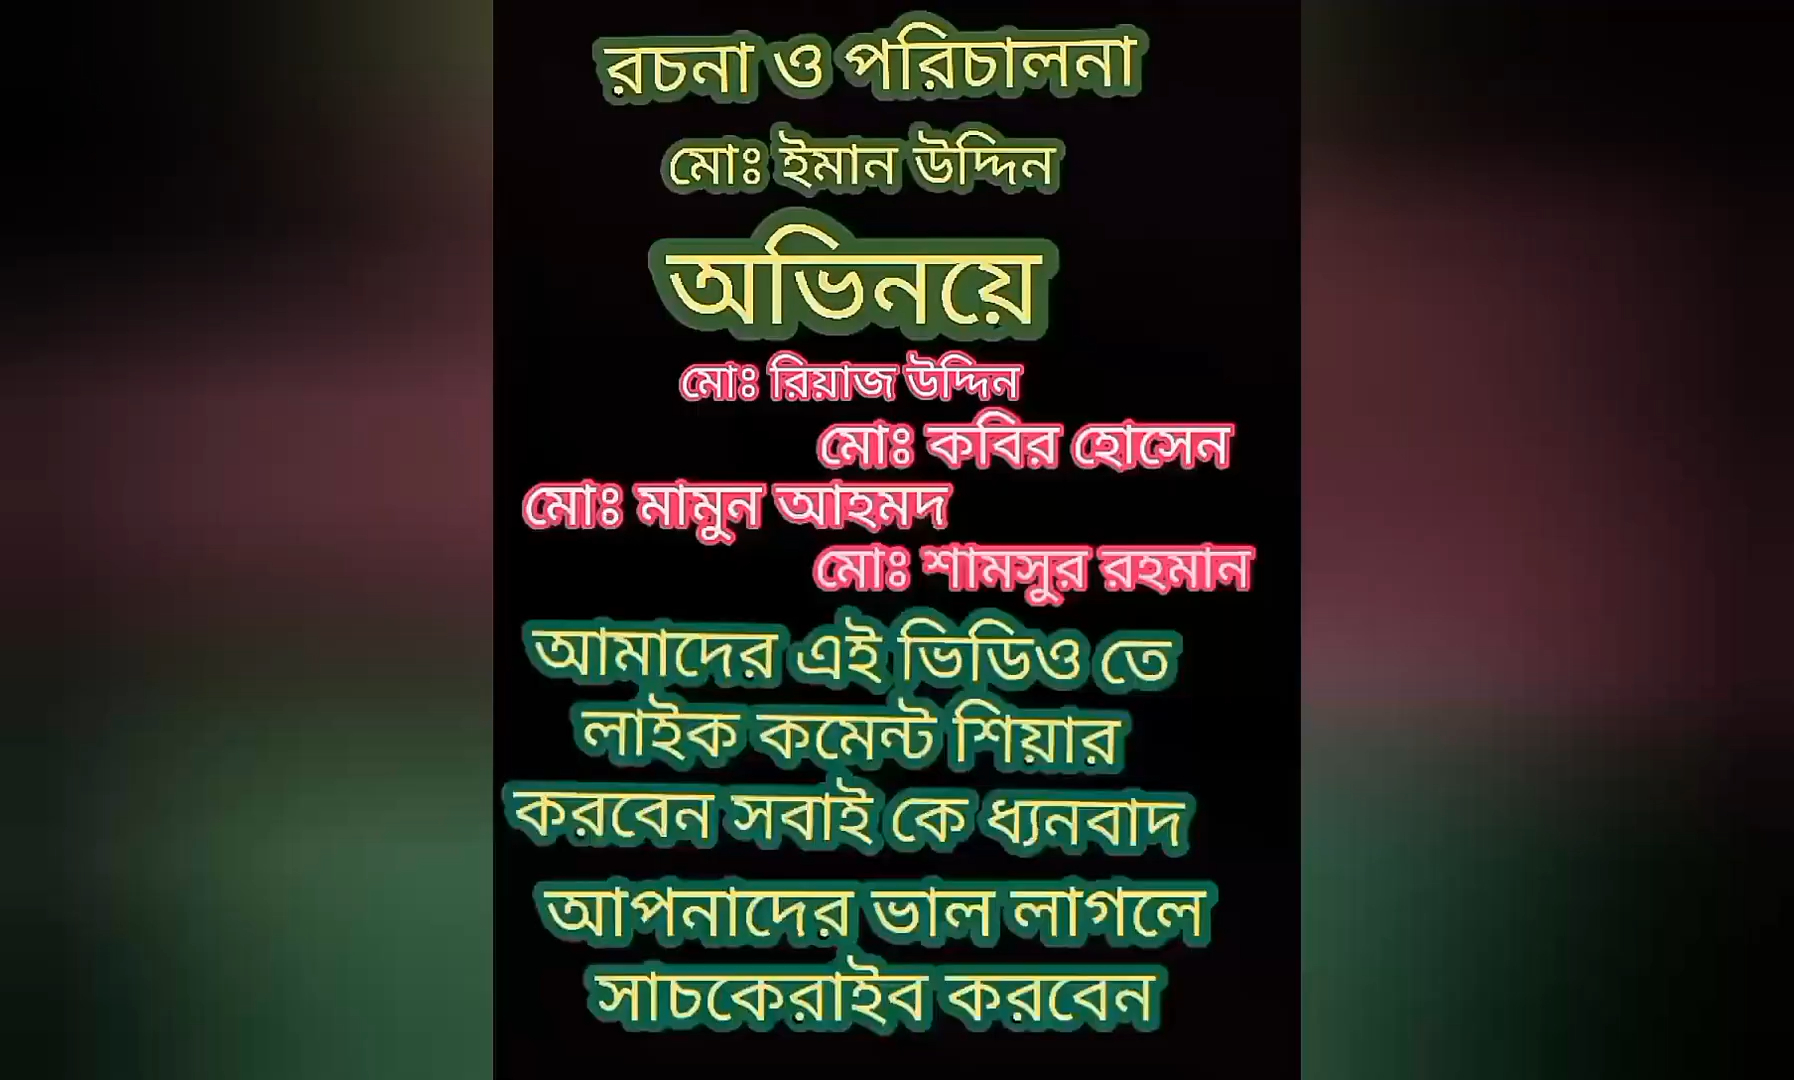 রচনা ও পরিচালনা
মোঃ ইমান উদ্দিন
অভিনয়ে
মোঃ রিয়াজ উদ্দিন
মোঃ কবির হোসেন
মোঃ মামুন আহমদ
মোঃ শামসুর রহমান
আমাদের এই ভিডিও তে
লাইক কমেন্ট শিয়ার
করবেন সবাই কে ধ্যনবাদ
আপনাদের ভাল লাগলে
সাচকেরাইব করবেন